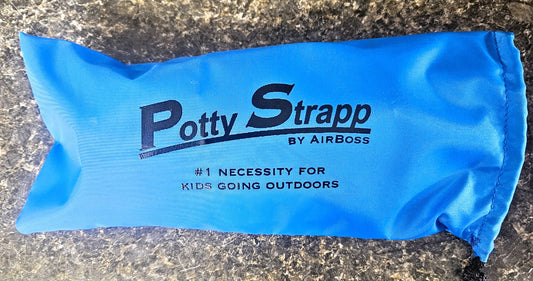 Potty Strapp
BY AIRBOSS
#1 NECESSITY FOR
KIDS GOING OUTDOORS